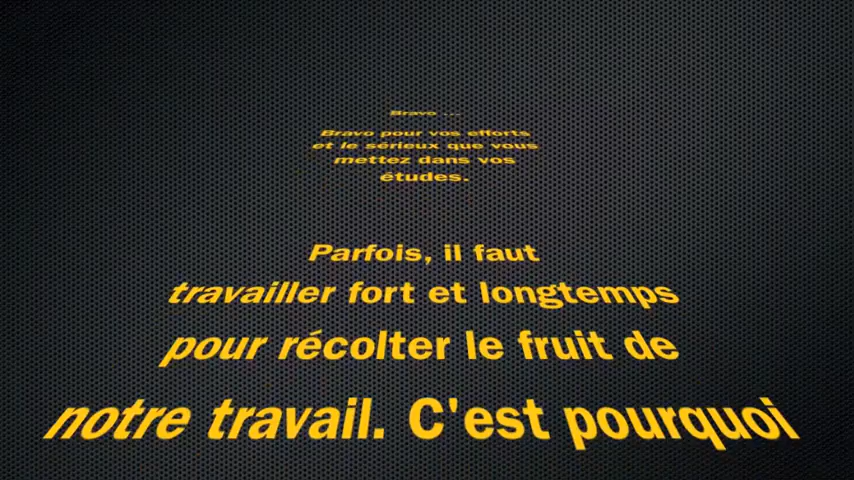 Bravo ...
Bravo pour vos efforts
et le sérieux que vous
mettez dans vos
études.
Parfois, il faut
travailler fort et longtemps
pour récolter le fruit de
notre travail. C'est pourquoi